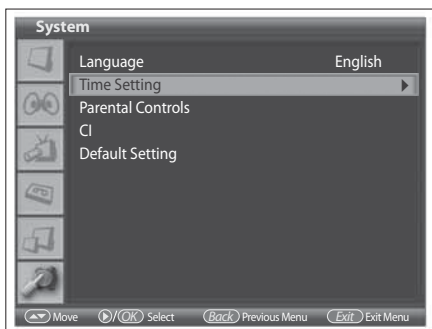 System
Language English
Time Setting
Parental Controls
CI
Default Setting
Move /OK Select Back Previous Menu Exit Exit Menu